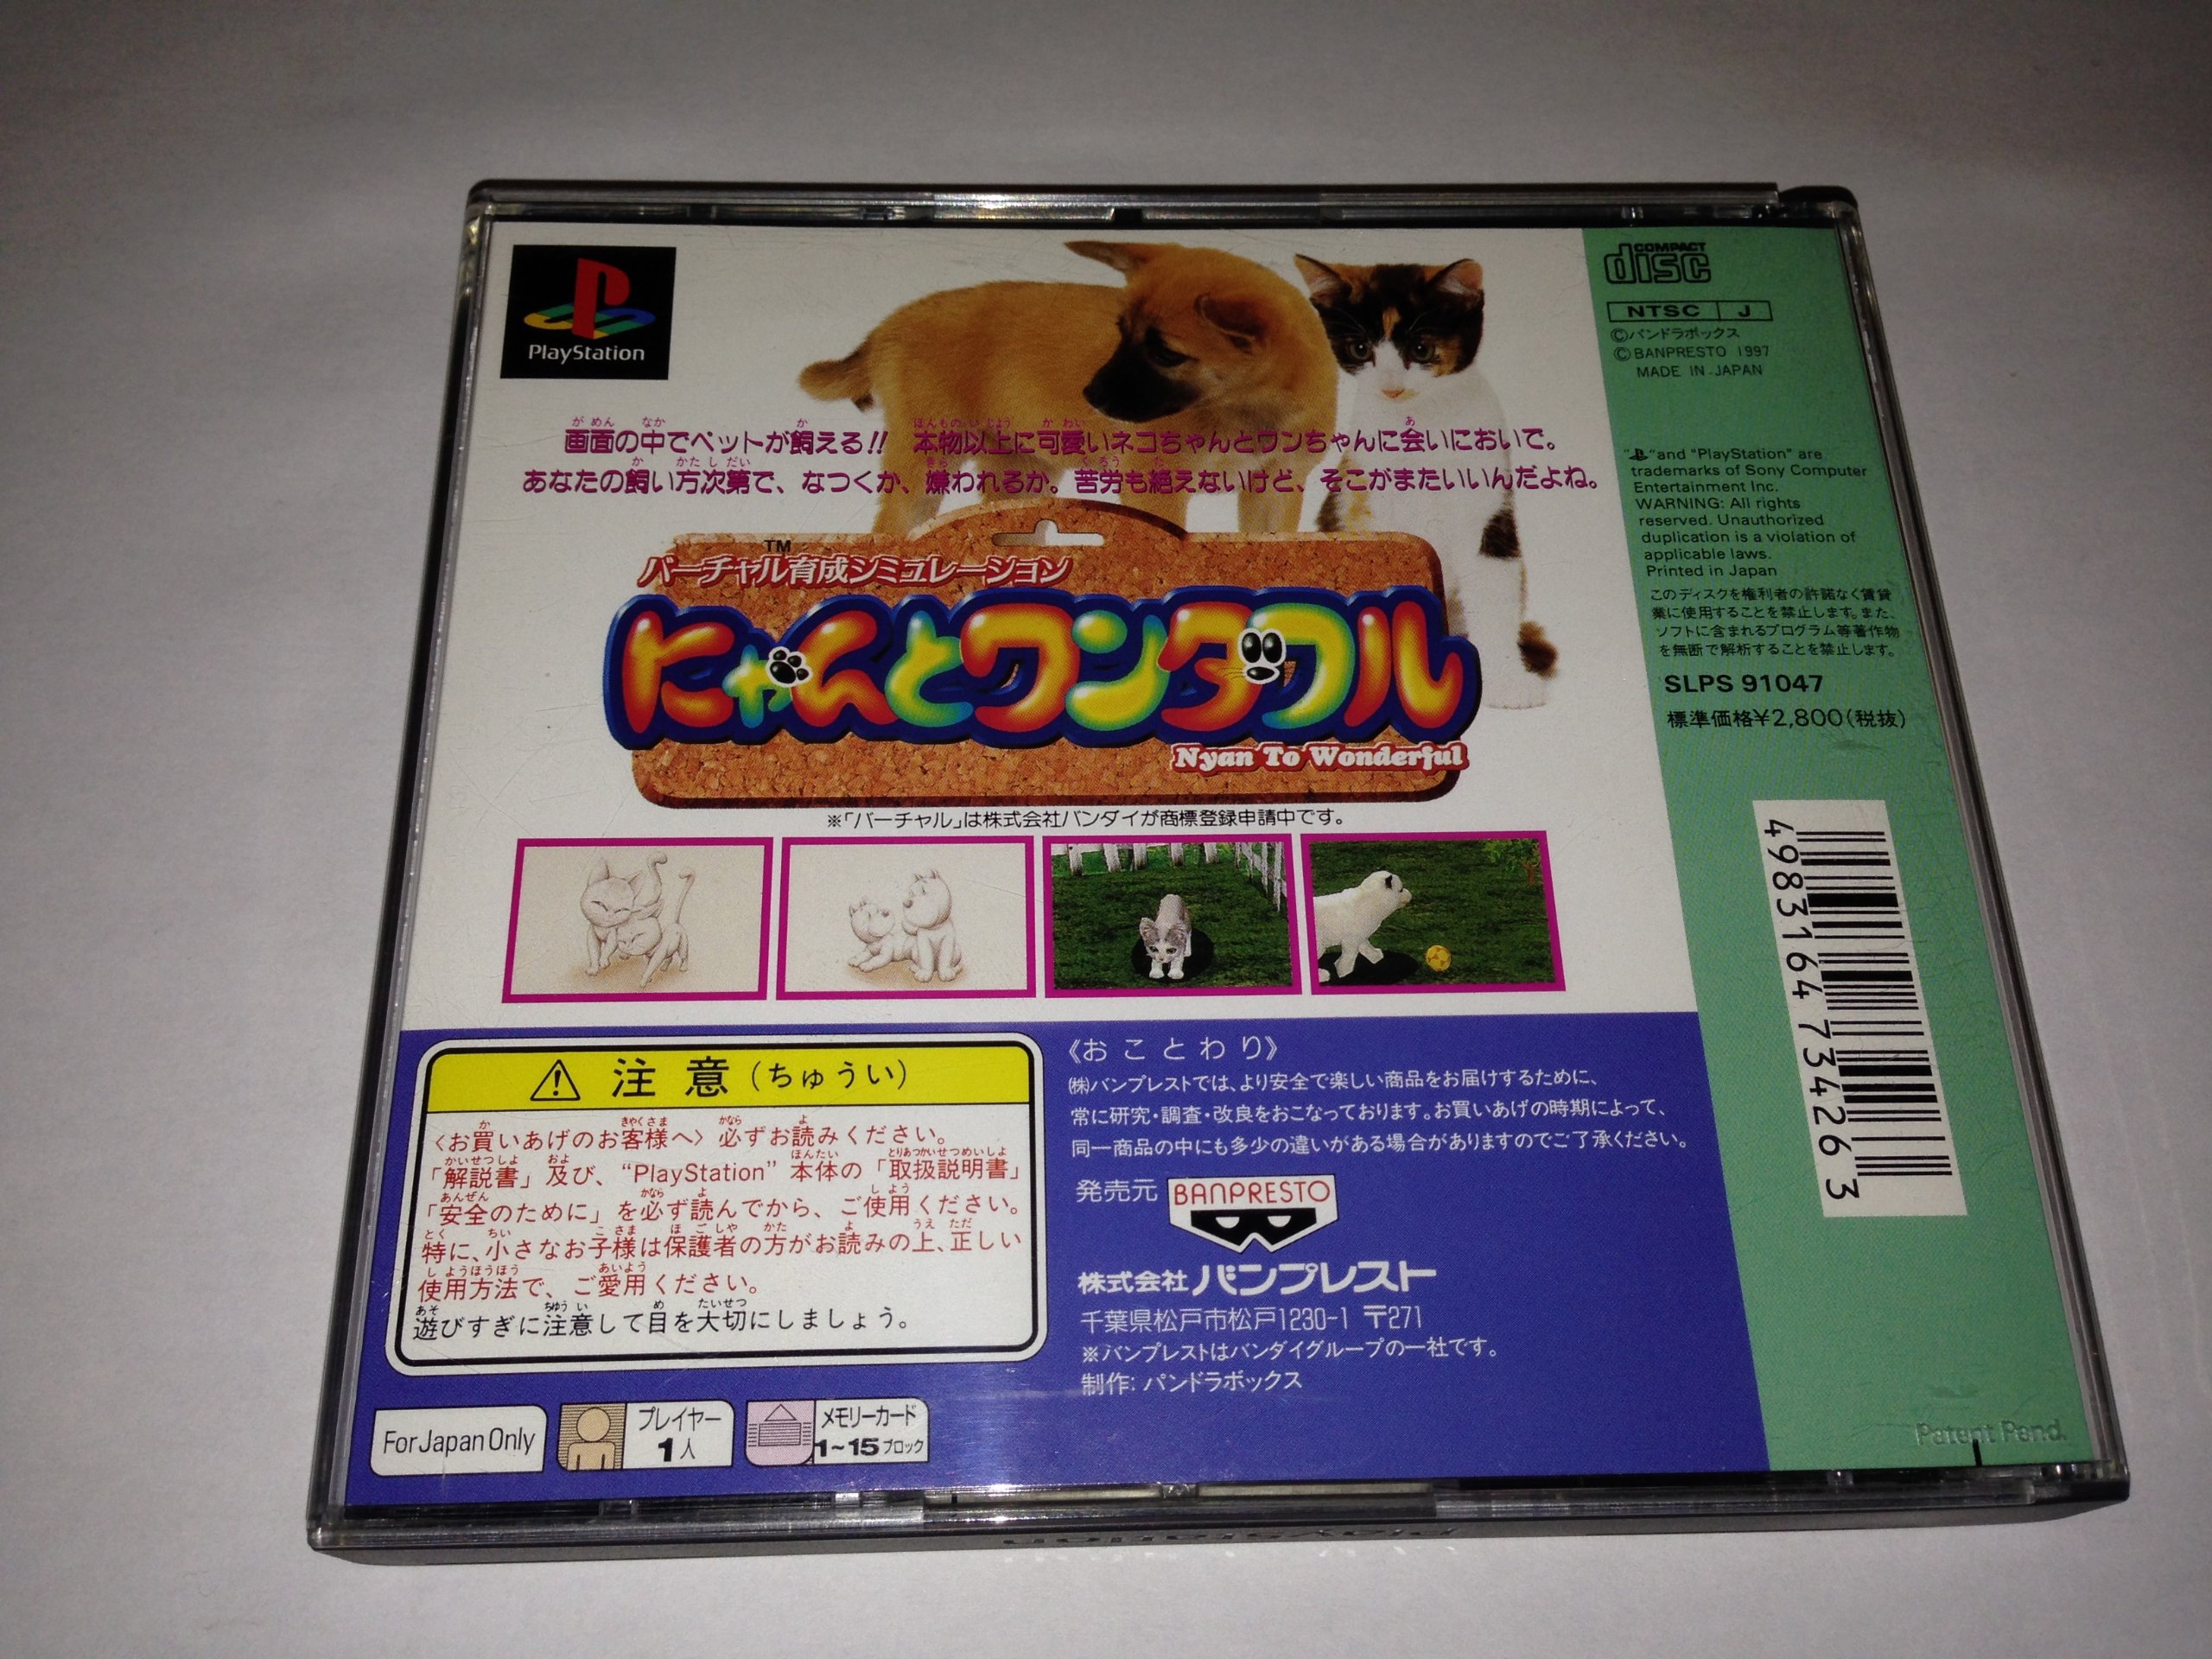 PlayStation
画面の中でペットが飼える!! 本物以上に可愛いネコちゃんとワンちゃんに会いにおいで。
あなたの飼い方次第で、なつくか、嫌われるか。苦労も絶えないけど、そこがまたいいんだよね。
TM
バーチャル育成シミュレーション
にゃんとワンダフル
Nyan To Wonderful
※「バーチャル」は株式会社バンダイが商標登録申請中です。
注意(ちゅうい)
〈お買いあげのお客様へ〉必ずお読みください。
「解説書」及び、“PlayStation”本体の「取扱説明書」
「安全のために」を必ず読んでから、ご使用ください。
特に、小さなお子様は保護者の方がお読みの上、正しい
使用方法で、ご愛用ください。
遊びすぎに注意して目を大切にしましょう。
For Japan Only
プレイヤー
1人
メモリーカード
1~15ブロック
《おことわり》
㈱バンプレストでは、より安全で楽しい商品をお届けするために、
常に研究・調査・改良をおこなっております。お買いあげの時期によって、
同一商品の中にも多少の違いがある場合がありますのでご了承ください。
発売元 BANPRESTO
株式会社バンプレスト
千葉県松戸市松戸1230-1 〒271
※バンプレストはバンダイグループの一社です。
制作: パンドラボックス
COMPACT
disc
NTSC J
©パンドラボックス
©BANPRESTO 1997
MADE IN JAPAN
" " and "PlayStation" are
trademarks of Sony Computer
Entertainment Inc.
WARNING: All rights
reserved. Unauthorized
duplication is a violation of
applicable laws.
Printed in Japan
このディスクを権利者の許諾なく賃貸
業に使用することを禁止します。また、
ソフトに含まれるプログラム等著作物
を無断で解析することを禁止します。
SLPS 91047
標準価格¥2,800(税抜)
4983164734263
Patent Pend.
PlayStation